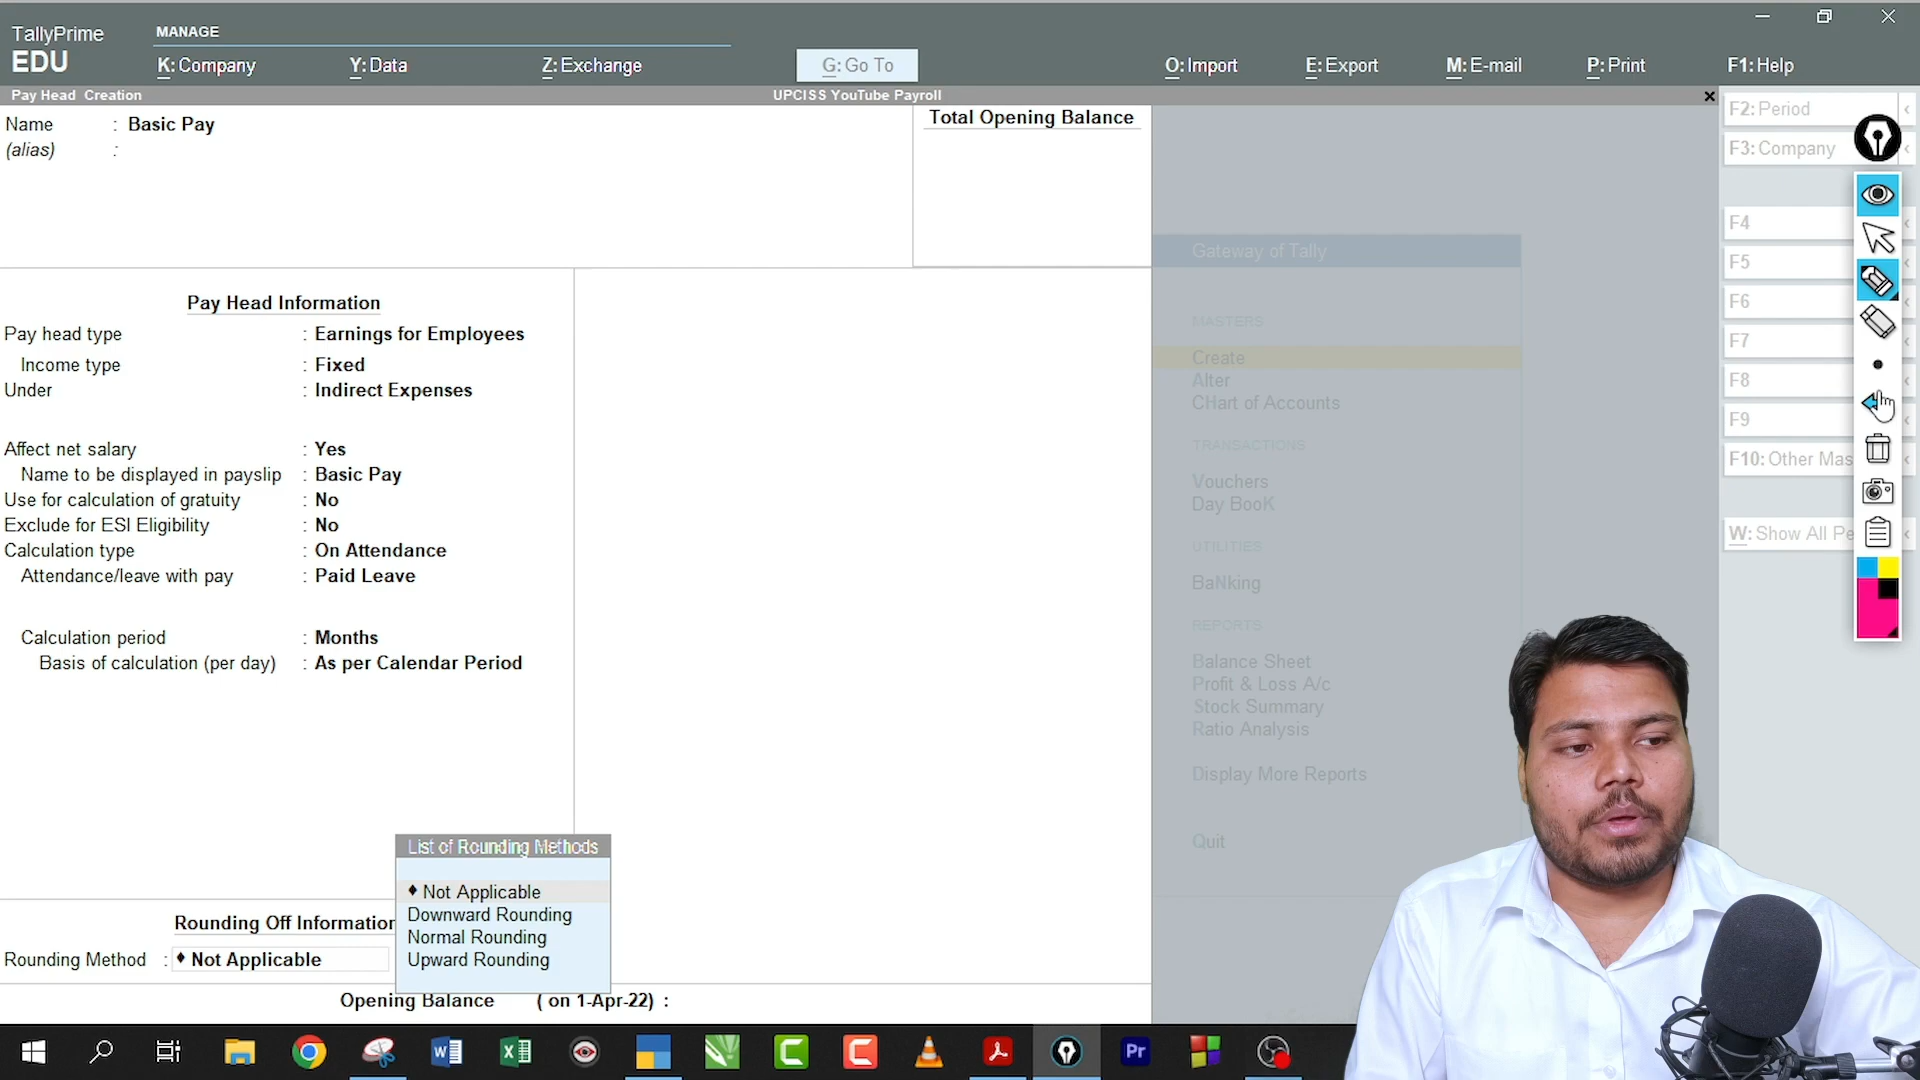 TallyPrime
EDU
MANAGE
K: Company
Y: Data
Z: Exchange
G: Go To
O: Import
E: Export
M: E-mail
P: Print
F1: Help
Pay Head Creation
UPCISS YouTube Payroll
Name : Basic Pay
(alias) :
Total Opening Balance
Pay Head Information
Pay head type : Earnings for Employees
Income type : Fixed
Under : Indirect Expenses
Affect net salary : Yes
Name to be displayed in payslip : Basic Pay
Use for calculation of gratuity : No
Exclude for ESI Eligibility : No
Calculation type : On Attendance
Attendance/leave with pay : Paid Leave
Calculation period : Months
Basis of calculation (per day) : As per Calendar Period
List of Rounding Methods
♦ Not Applicable
Downward Rounding
Normal Rounding
Upward Rounding
Rounding Off Information
Rounding Method : ♦ Not Applicable
Opening Balance ( on 1-Apr-22) :
Gateway of Tally
MASTERS
Create
Alter
CHart of Accounts
TRANSACTIONS
Vouchers
Day BooK
UTILITIES
BaNking
REPORTS
Balance Sheet
Profit & Loss A/c
Stock Summary
Ratio Analysis
Display More Reports
Quit
F2: Period
F3: Company
F4
F5
F6
F7
F8
F9
F10: Other Mas
W: Show All Pe
Pr